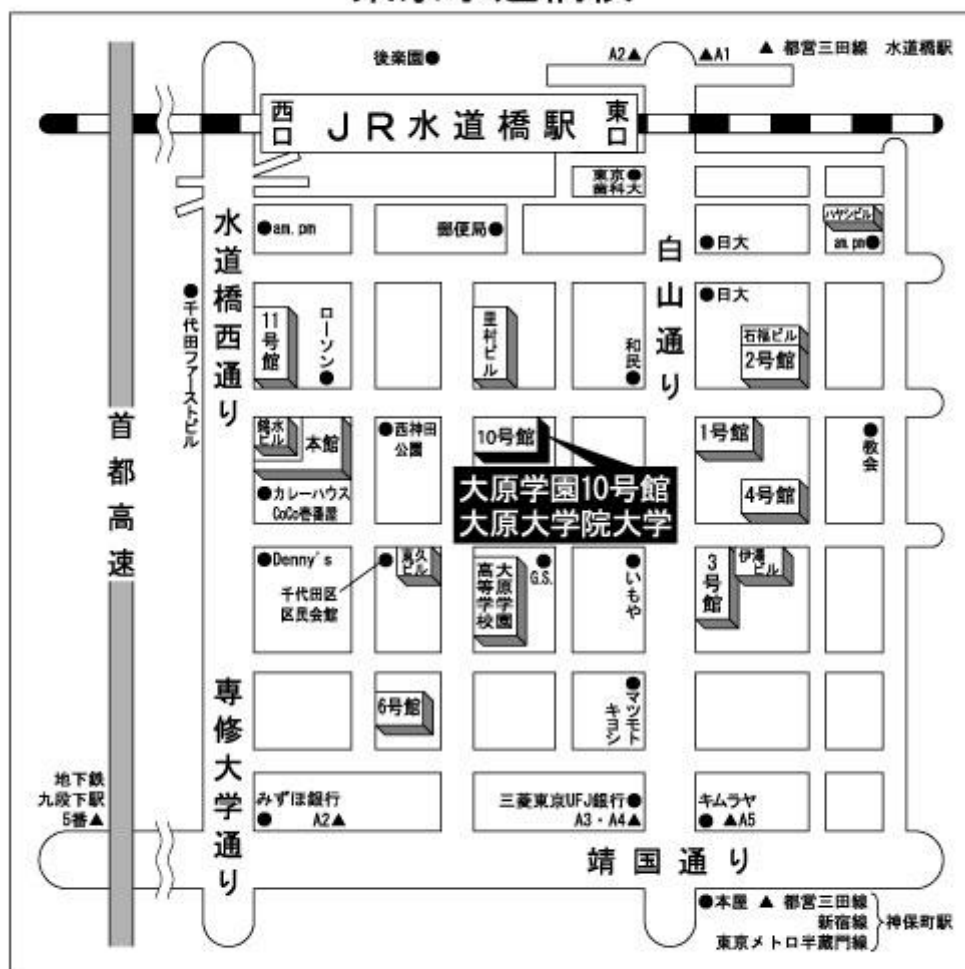 後楽園●
A2▲
▲A1
▲ 都営三田線 水道橋駅
西口
JR水道橋駅
東口
東京●
歯科大
水道橋西通り
●am.pm
郵便局●
白山通り
●日大
ハヤシビル
am.pm●
●千代田ファーストビル
11号館
ローソン●
里村ビル
和民●
●日大
石福ビル
2号館
首都高速
鏡水
ビル
本館
●西神田
公園
10号館
1号館
●教会
大原学園10号館
大原大学院大学
●カレーハウス
CoCo壱番屋
4号館
●Denny's
千代田区
区民会館
ビル
大原学園
高等学校
●G.S.
●いもや
3号館
ビル
専修大学通り
6号館
●マツモト
キヨシ
地下鉄
九段下駅
5番▲
みずほ銀行
● A2▲
三菱東京UFJ銀行●
A3・A4▲
キムラヤ
● ▲A5
靖国通り
●本屋 ▲ 都営三田線
新宿線
東京メトロ半蔵門線
神保町駅